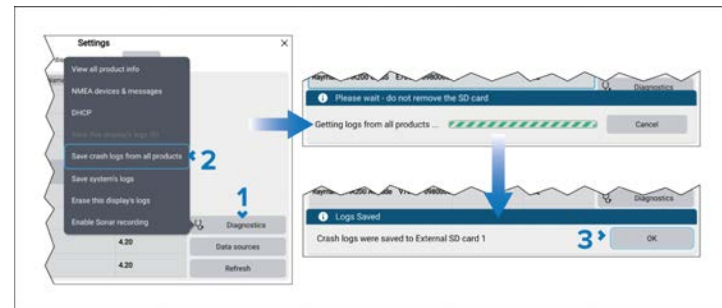 Settings
View all product info
NMEA devices & messages
DHCP
Save crash logs from all products
2
Save system's logs
Erase this display's logs
Enable Sonar recording
1
Diagnostics
4.20
Data sources
4.20
Refresh
Diagnostics
Please wait - do not remove the SD card
Getting logs from all products ...
Cancel
Diagnostics
Logs Saved
Crash logs were saved to External SD card 1
3
OK